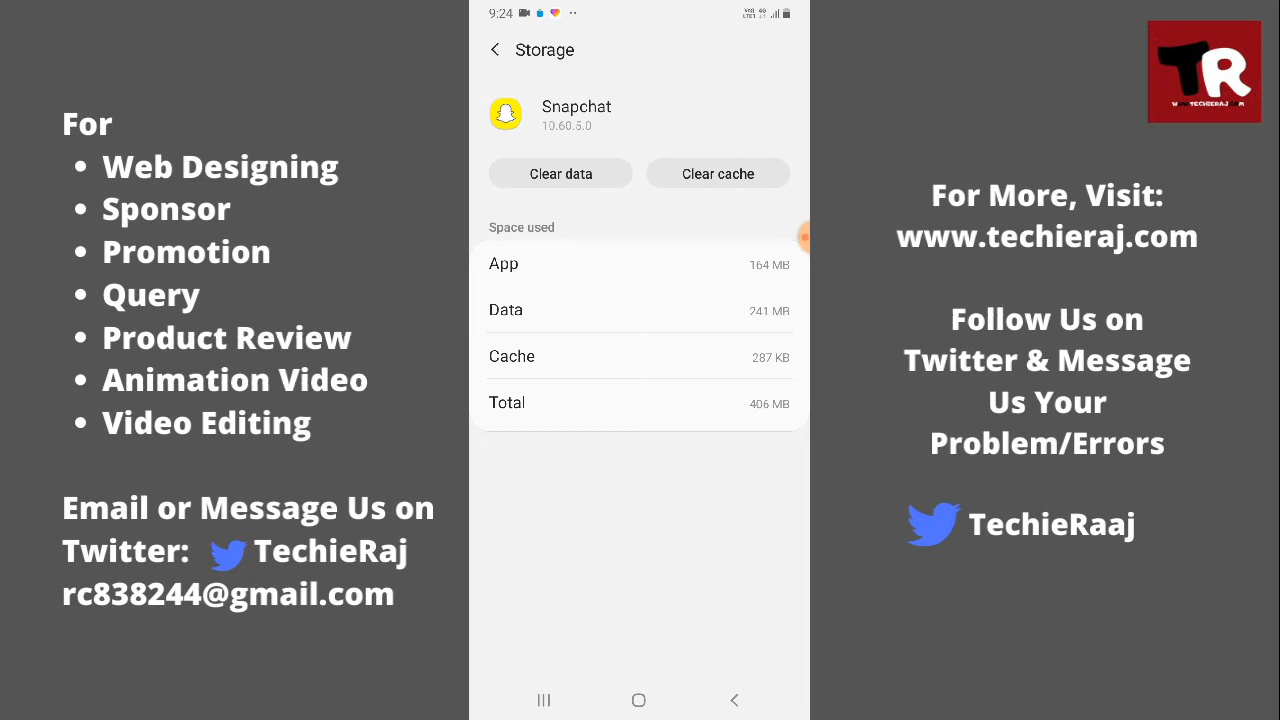 For
• Web Designing
• Sponsor
• Promotion
• Query
• Product Review
• Animation Video
• Video Editing
Email or Message Us on
Twitter: TechieRaj
rc838244@gmail.com
9:24
Storage
Snapchat
10.60.5.0
Clear data
Clear cache
Space used
App 164 MB
Data 241 MB
Cache 287 KB
Total 406 MB
TR
WWW.TECHIERAJ.COM
For More, Visit:
www.techieraj.com
Follow Us on
Twitter & Message
Us Your
Problem/Errors
TechieRaaj